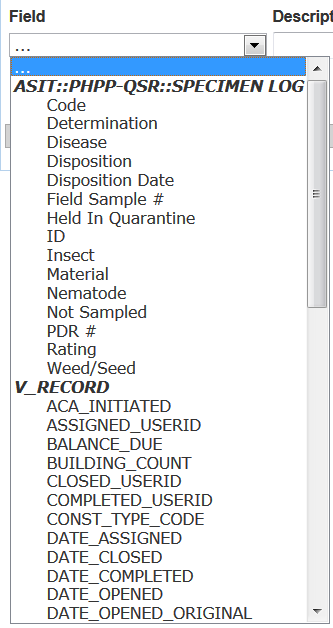 Field Descript
...
...
ASIT::PHPP-QSR::SPECIMEN LOG
Code
Determination
Disease
Disposition
Disposition Date
Field Sample #
Held In Quarantine
ID
Insect
Material
Nematode
Not Sampled
PDR #
Rating
Weed/Seed
V_RECORD
ACA_INITIATED
ASSIGNED_USERID
BALANCE_DUE
BUILDING_COUNT
CLOSED_USERID
COMPLETED_USERID
CONST_TYPE_CODE
DATE_ASSIGNED
DATE_CLOSED
DATE_COMPLETED
DATE_OPENED
DATE_OPENED_ORIGINAL